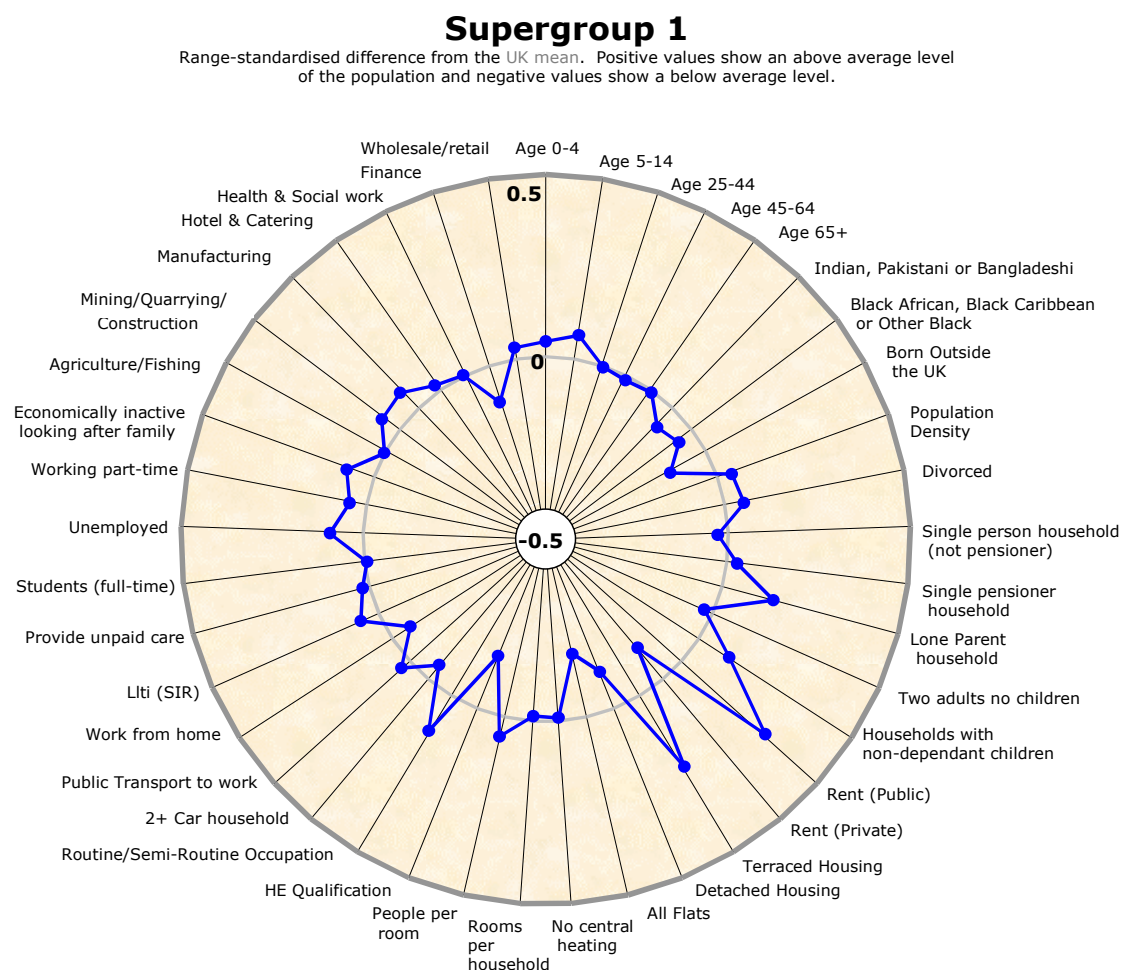 Supergroup 1
Range-standardised difference from the UK mean.  Positive values show an above average level
of the population and negative values show a below average level.
Wholesale/retail
Age 0-4
Age 5-14
Finance
Age 25-44
Health & Social work
Age 45-64
Hotel & Catering
Age 65+
Manufacturing
Indian, Pakistani or Bangladeshi
Mining/Quarrying/
Construction
Black African, Black Caribbean
or Other Black
Agriculture/Fishing
Born Outside
the UK
Economically inactive
looking after family
Population
Density
Working part-time
Divorced
Unemployed
Single person household
(not pensioner)
Students (full-time)
Single pensioner
household
Provide unpaid care
Lone Parent
household
Llti (SIR)
Two adults no children
Work from home
Households with
non-dependant children
Public Transport to work
Rent (Public)
2+ Car household
Rent (Private)
Routine/Semi-Routine Occupation
Terraced Housing
HE Qualification
Detached Housing
People per
room
All Flats
Rooms
per
household
No central
heating
0.5
0
-0.5